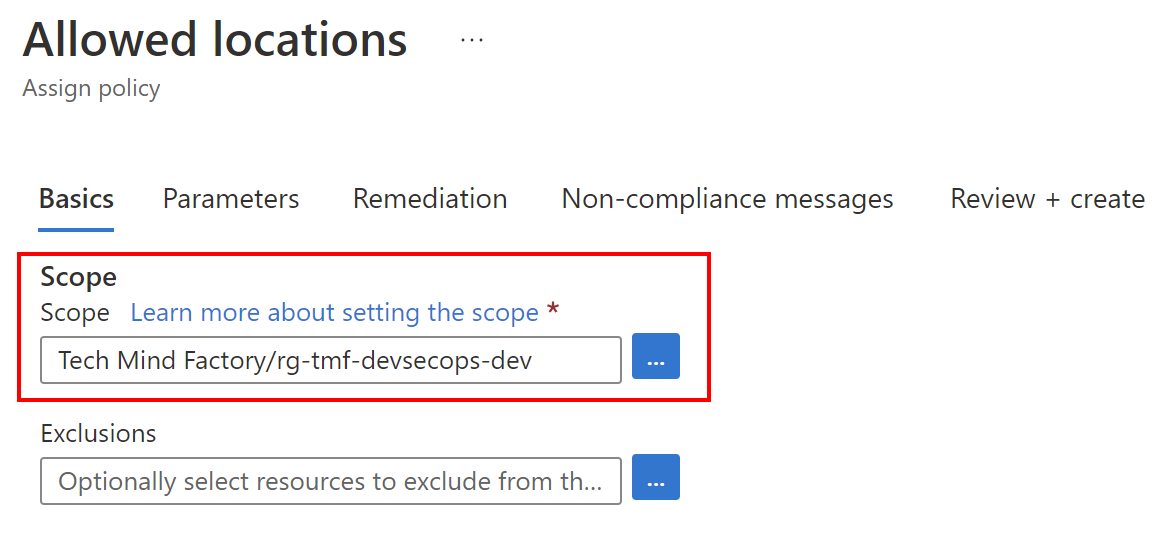 Allowed locations ...
Assign policy
Basics Parameters Remediation Non-compliance messages Review + create
Scope
Scope Learn more about setting the scope *
Tech Mind Factory/rg-tmf-devsecops-dev ...
Exclusions
Optionally select resources to exclude from th... ...